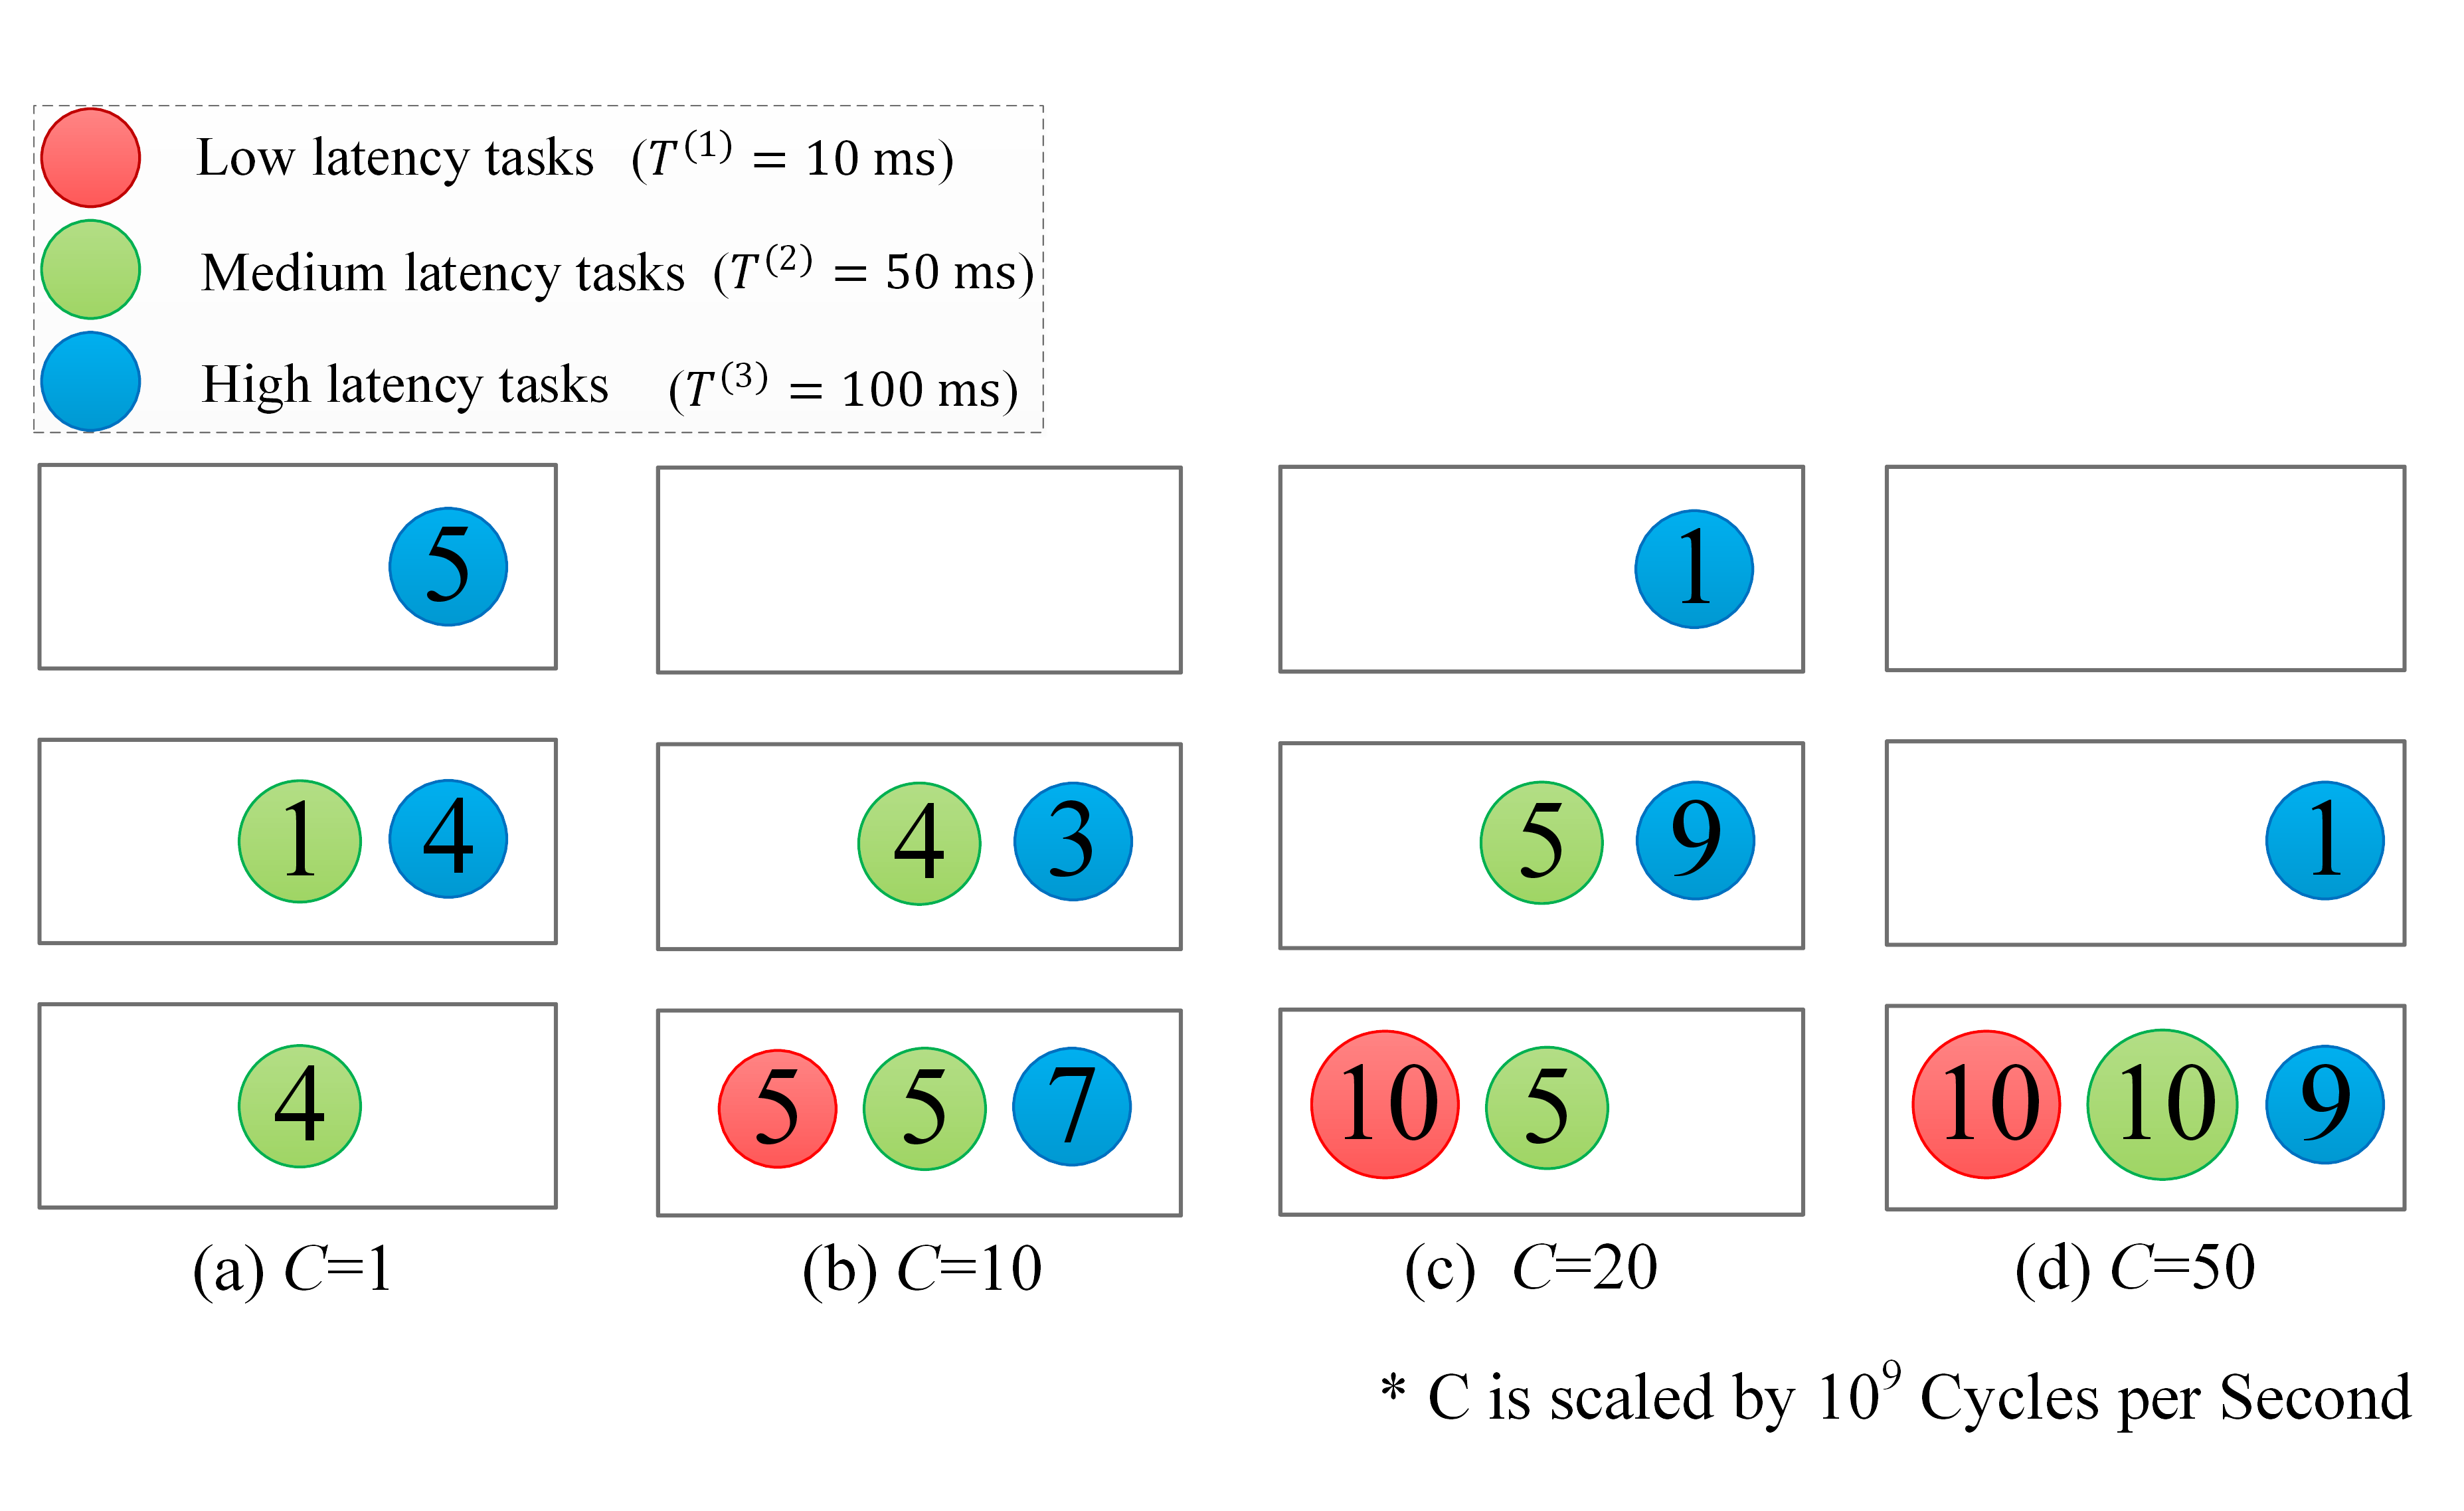 Low latency tasks (T⁽¹⁾ = 10 ms)
Medium latency tasks (T⁽²⁾ = 50 ms)
High latency tasks (T⁽³⁾ = 100 ms)
5 1
1 4 4 3 5 9 1
4 5 5 7 10 5 10 10 9
(a) C=1 (b) C=10 (c) C=20 (d) C=50
* C is scaled by 10⁹ Cycles per Second